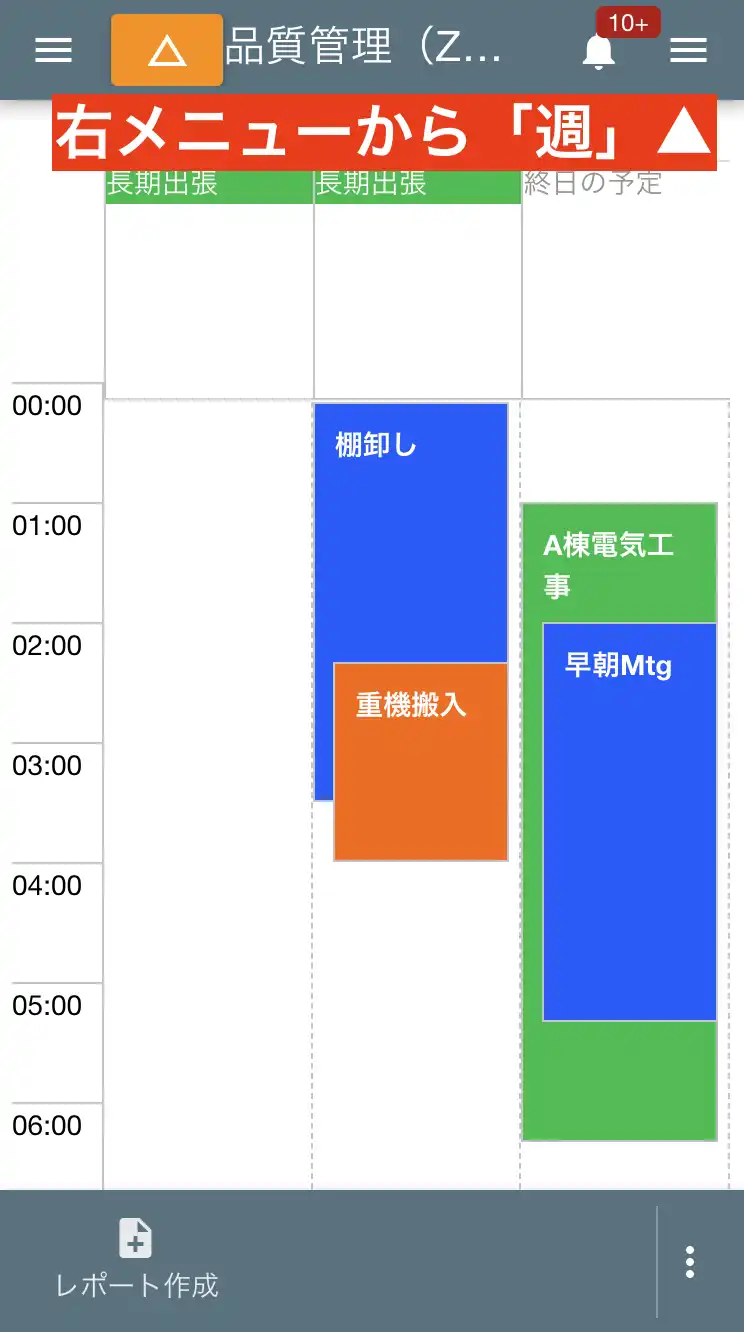 品質管理（Z...
10+
右メニューから「週」▲
長期出張
長期出張
終日の予定
00:00
棚卸し
01:00
A棟電気工
事
02:00
早朝Mtg
重機搬入
03:00
04:00
05:00
06:00
レポート作成